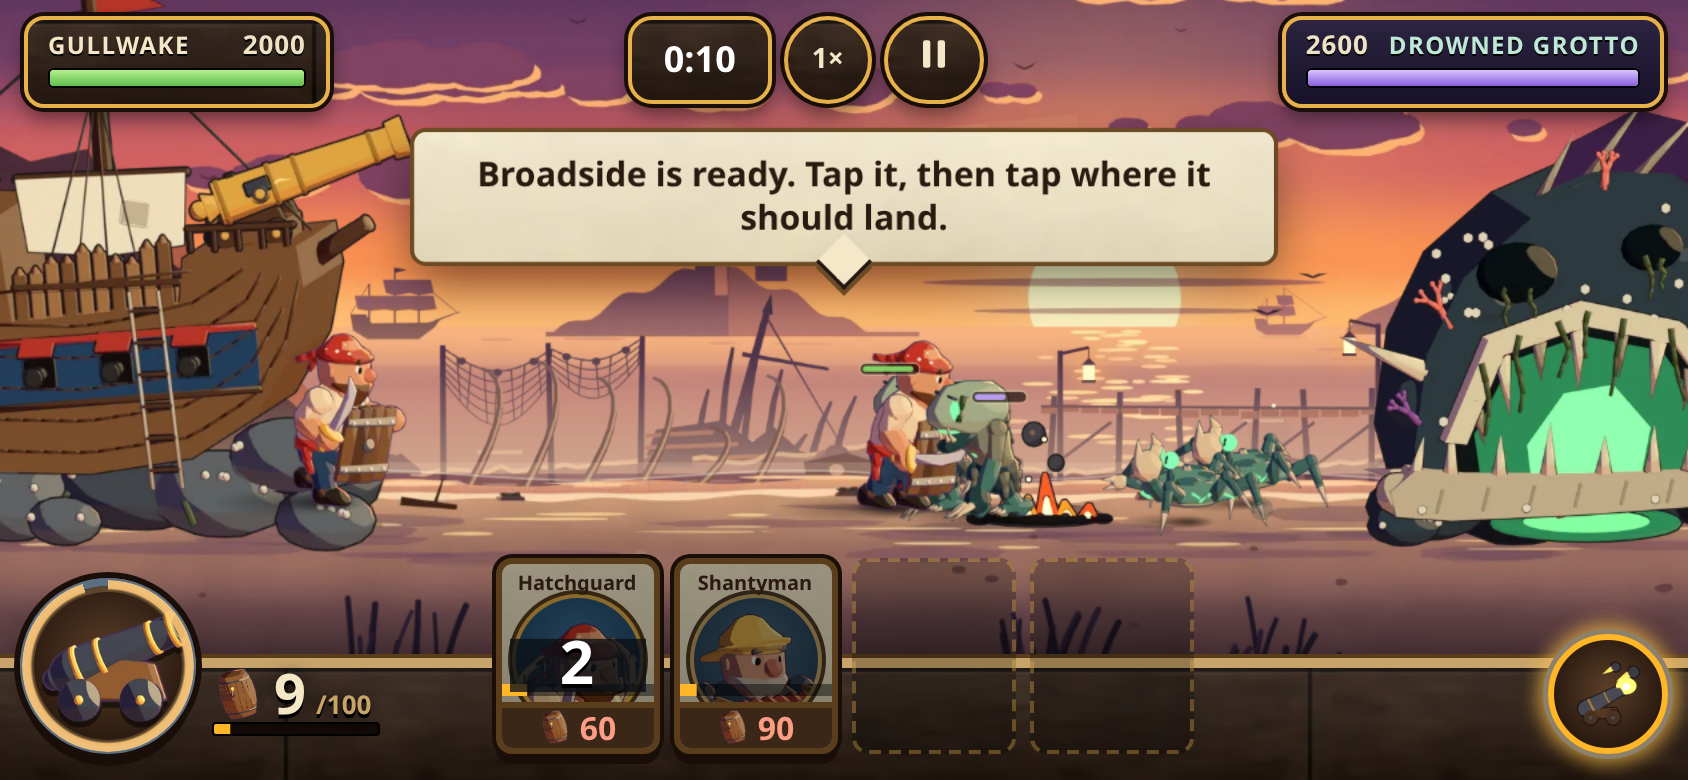 GULLWAKE 2000
0:10
1×
2600 DROWNED GROTTO
Broadside is ready. Tap it, then tap where it
should land.
Hatchguard
2
60
Shantyman
90
9 /100